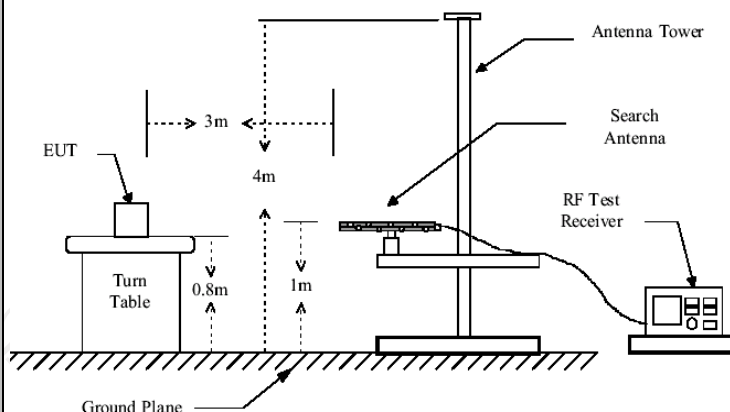 Antenna Tower
3m
Search
Antenna
EUT
4m
RF Test
Receiver
Turn
Table
0.8m
1m
Ground Plane